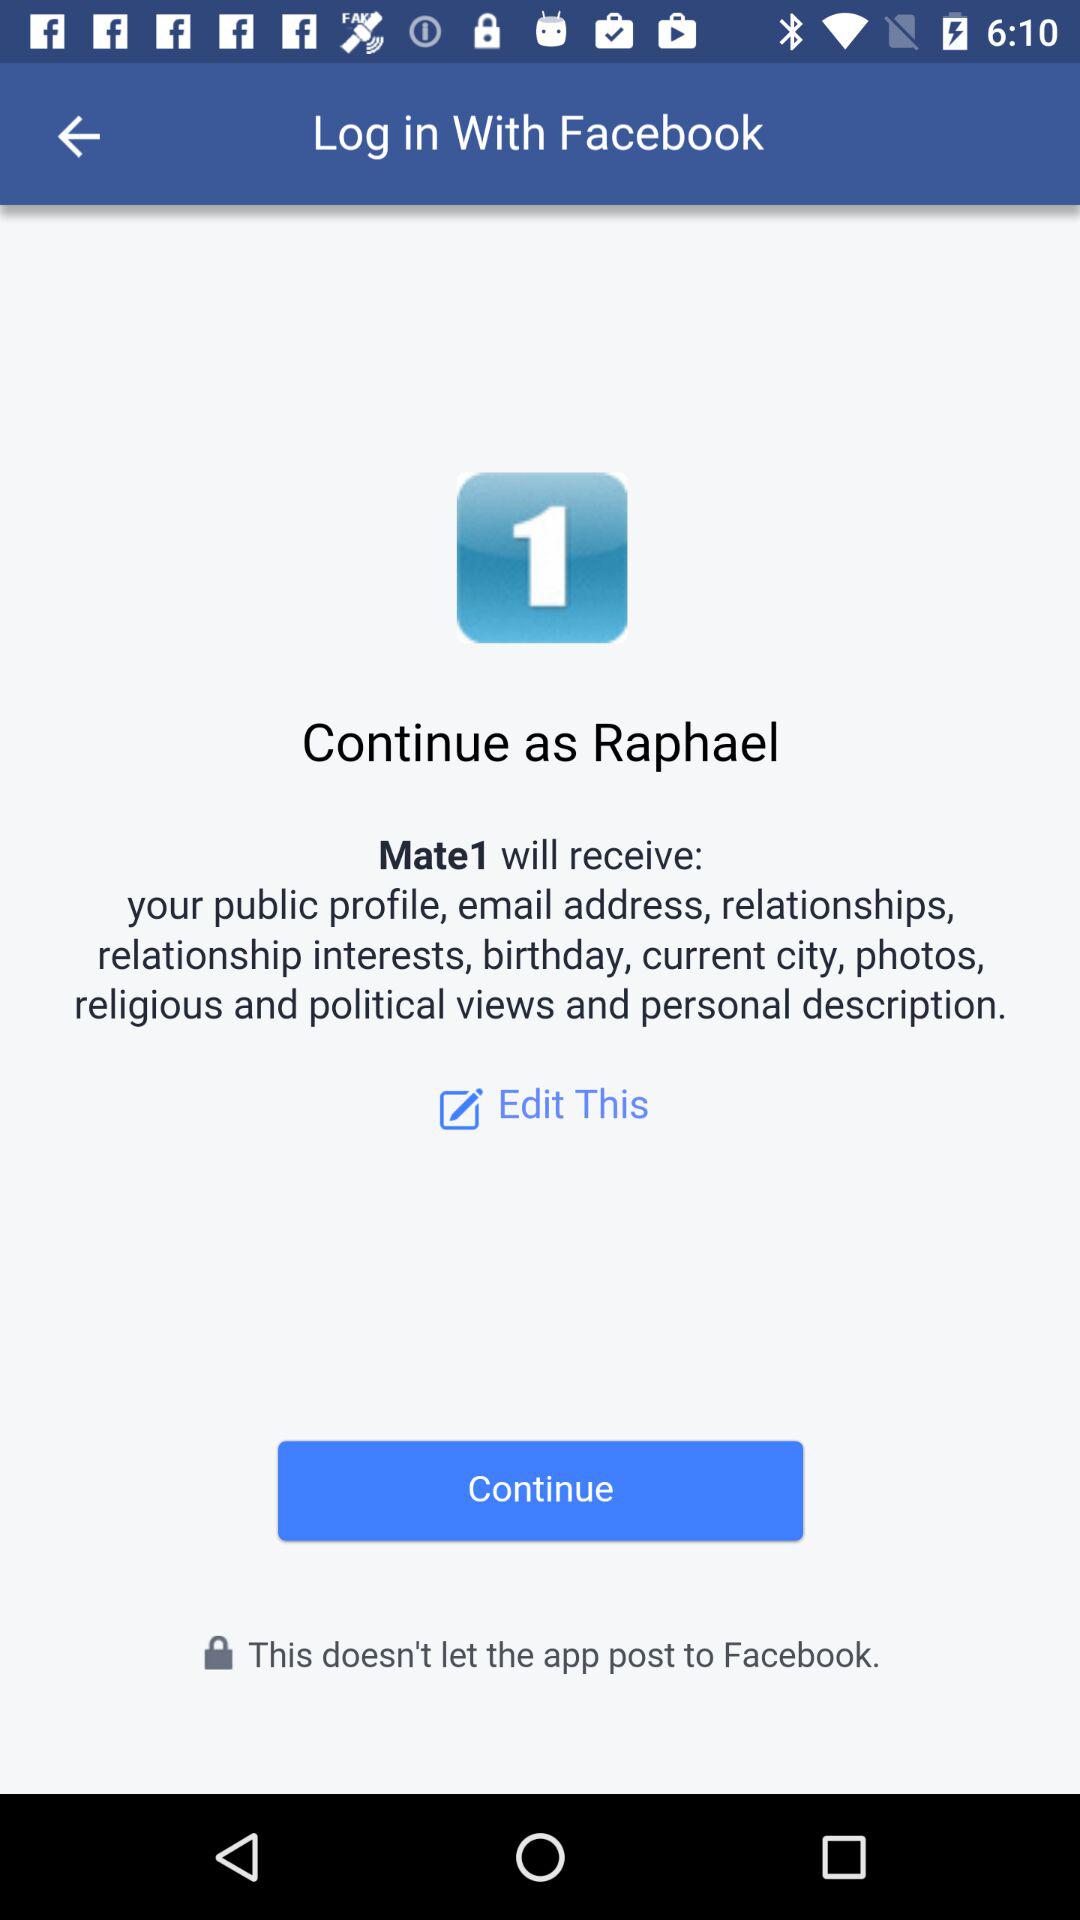 FAKE
6:10
Log in With Facebook
1
Continue as Raphael
Mate1 will receive:
your public profile, email address, relationships,
relationship interests, birthday, current city, photos,
religious and political views and personal description.
Edit This
Continue
This doesn't let the app post to Facebook.